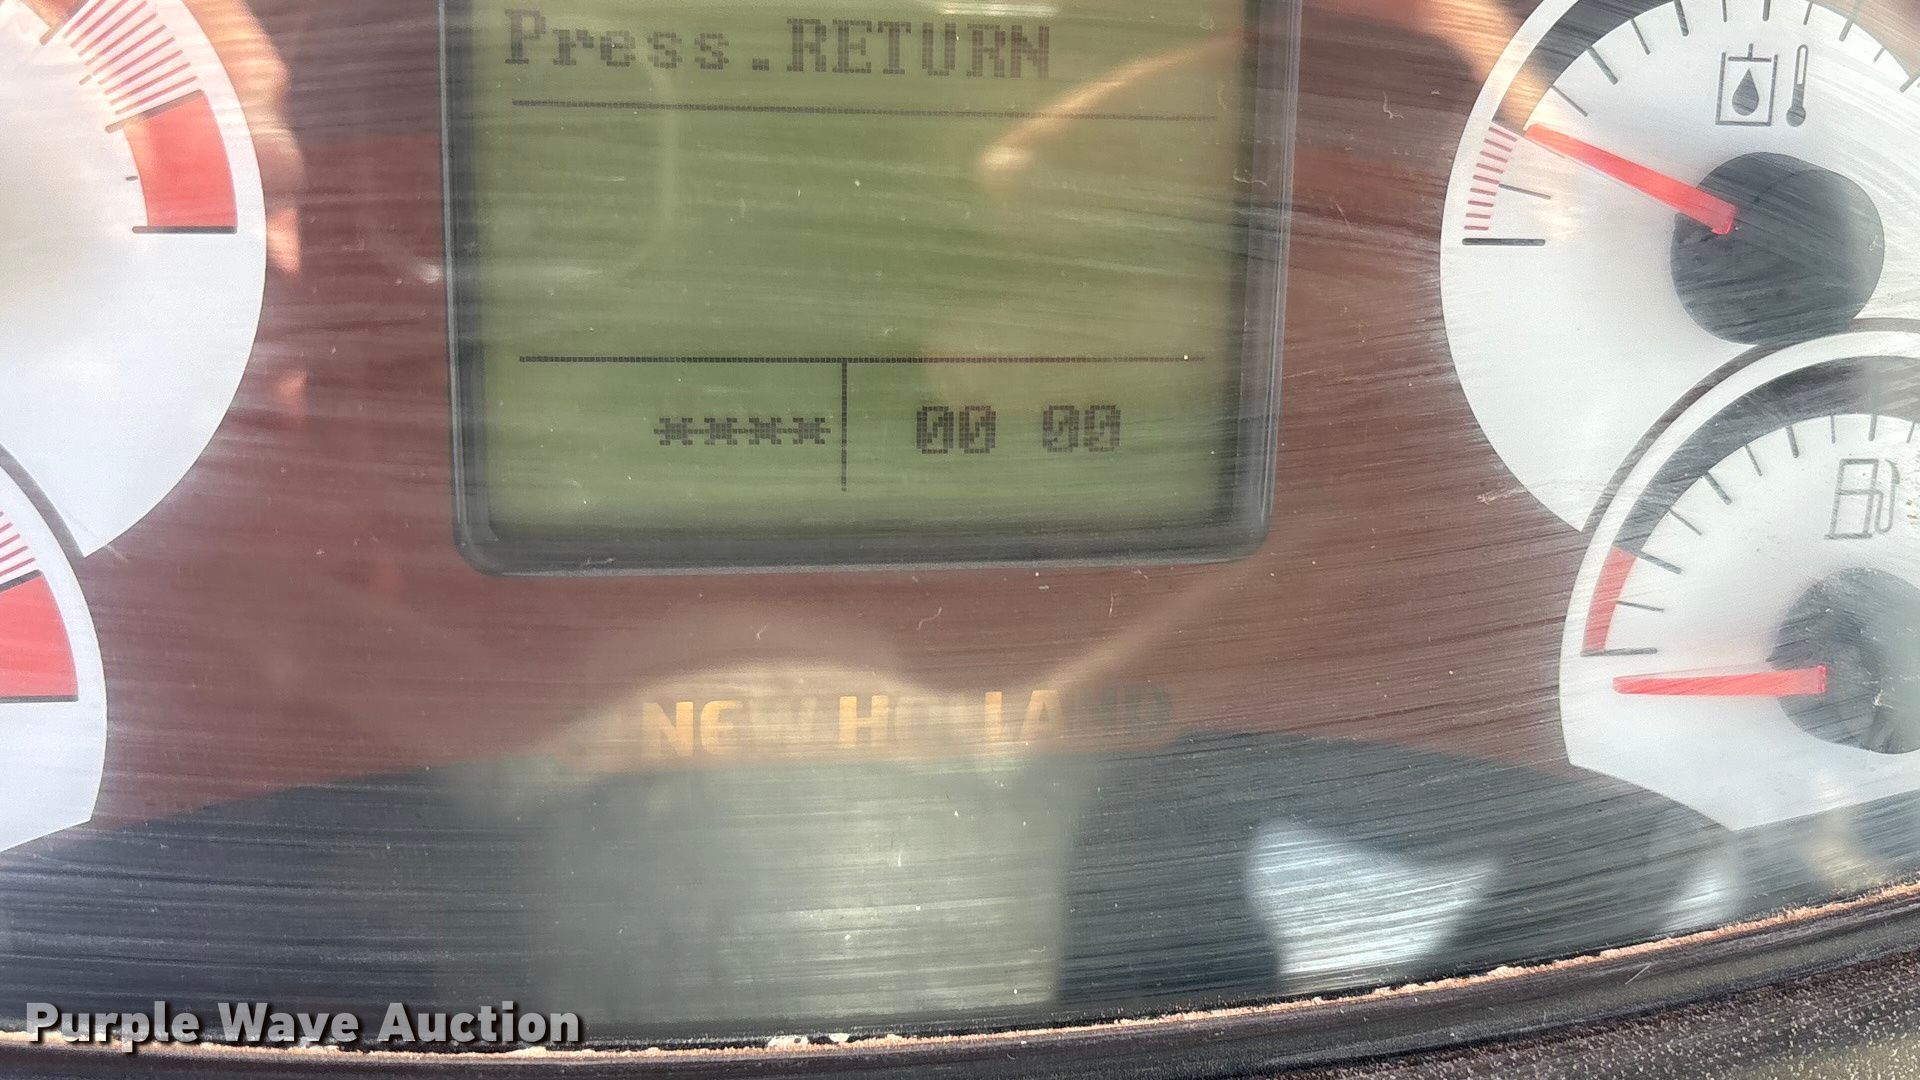 Press.RETURN
**** 00 00
NEW HOLLAND
Purple Wave Auction